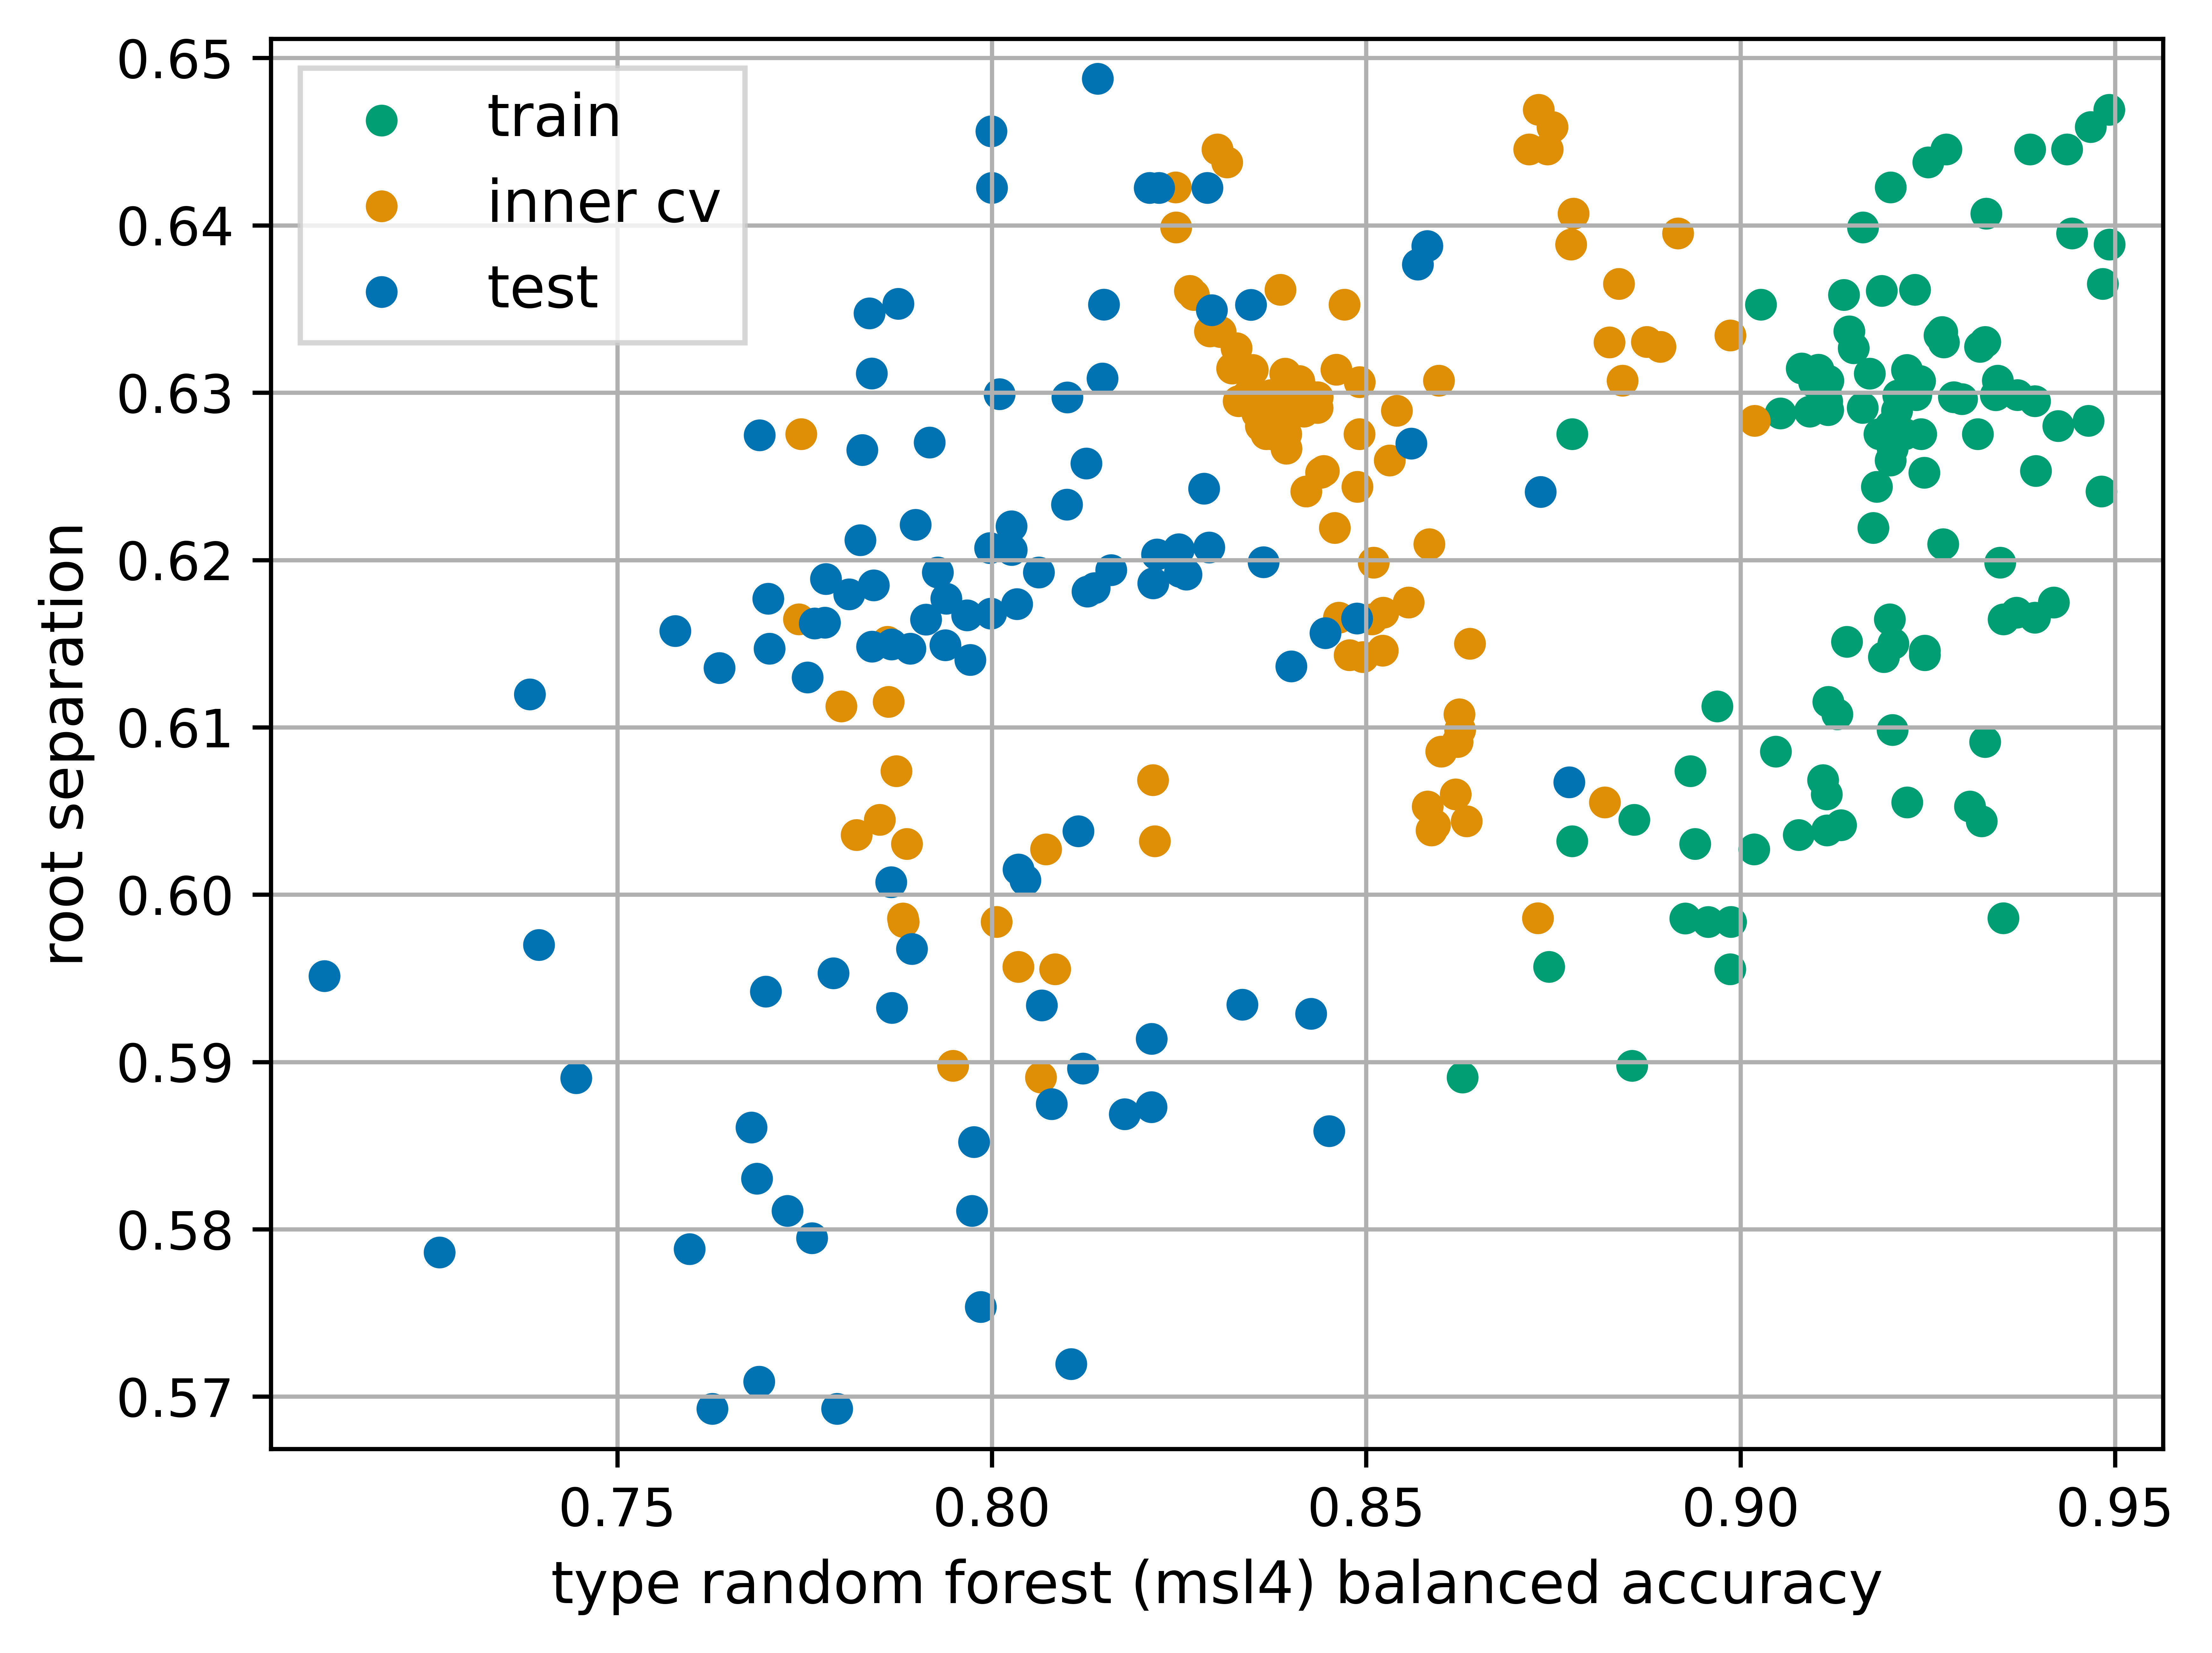 train
inner cv
test
root separation
0.65
0.64
0.63
0.62
0.61
0.60
0.59
0.58
0.57
0.75
0.80
0.85
0.90
0.95
type random forest (msl4) balanced accuracy